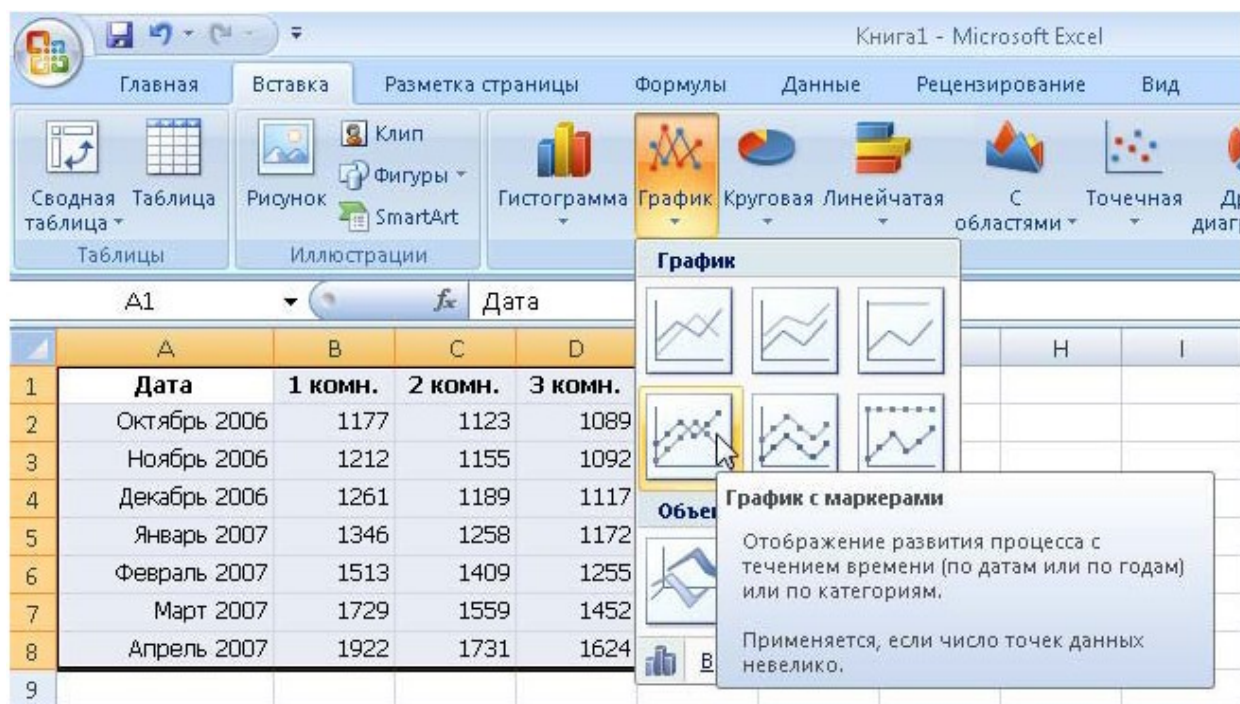 Книга1 - Microsoft Excel
Главная Вставка Разметка страницы Формулы Данные Рецензирование Вид
Сводная таблица
Таблица
Рисунок
Клип
Фигуры
SmartArt
Гистограмма
График
Круговая
Линейчатая
С областями
Точечная
Таблицы
Иллюстрации
A1 fx Дата
График
A B C D H I
1 Дата 1 комн. 2 комн. 3 комн.
2 Октябрь 2006 1177 1123 1089
3 Ноябрь 2006 1212 1155 1092
4 Декабрь 2006 1261 1189 1117
5 Январь 2007 1346 1258 1172
6 Февраль 2007 1513 1409 1255
7 Март 2007 1729 1559 1452
8 Апрель 2007 1922 1731 1624
9
График с маркерами
Отображение развития процесса с
течением времени (по датам или по годам)
или по категориям.
Применяется, если число точек данных
невелико.